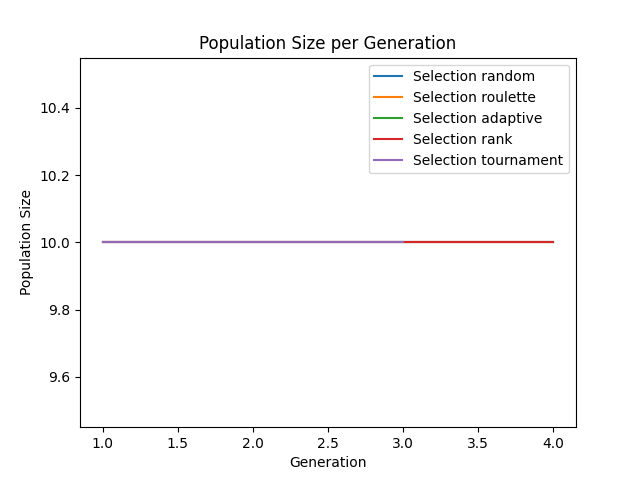 Population Size per Generation
Selection random
Selection roulette
Selection adaptive
Selection rank
Selection tournament
Population Size
10.4
10.2
10.0
9.8
9.6
1.0 1.5 2.0 2.5 3.0 3.5 4.0
Generation